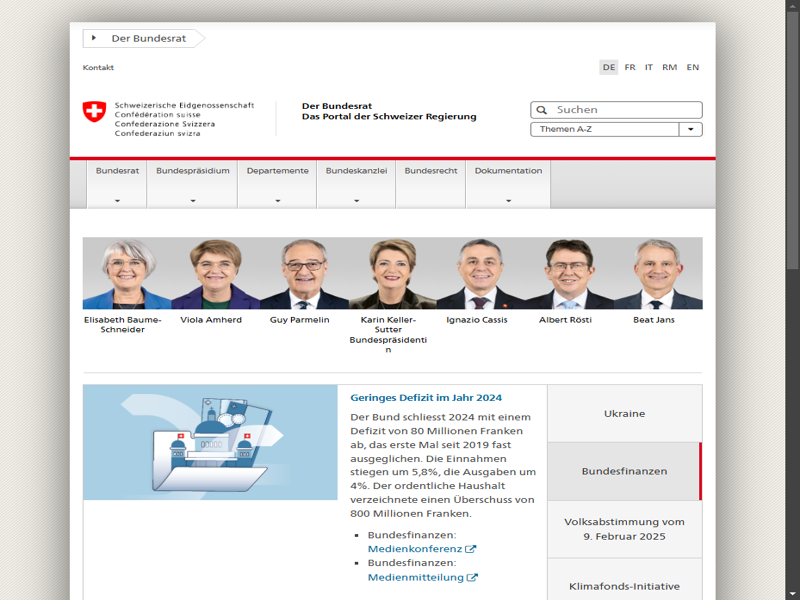 Der Bundesrat
Kontakt
DE FR IT RM EN
Schweizerische Eidgenossenschaft
Confédération suisse
Confederazione Svizzera
Confederaziun svizra
Der Bundesrat
Das Portal der Schweizer Regierung
Suchen
Themen A-Z
Bundesrat Bundespräsidium Departemente Bundeskanzlei Bundesrecht Dokumentation
Elisabeth Baume-
Schneider
Viola Amherd
Guy Parmelin
Karin Keller-
Sutter
Bundespräsidenti
n
Ignazio Cassis
Albert Rösti
Beat Jans
Geringes Defizit im Jahr 2024
Der Bund schliesst 2024 mit einem
Defizit von 80 Millionen Franken
ab, das erste Mal seit 2019 fast
ausgeglichen. Die Einnahmen
stiegen um 5,8%, die Ausgaben um
4%. Der ordentliche Haushalt
verzeichnete einen Überschuss von
800 Millionen Franken.
Bundesfinanzen:
Medienkonferenz
Bundesfinanzen:
Medienmitteilung
Ukraine
Bundesfinanzen
Volksabstimmung vom
9. Februar 2025
Klimafonds-Initiative